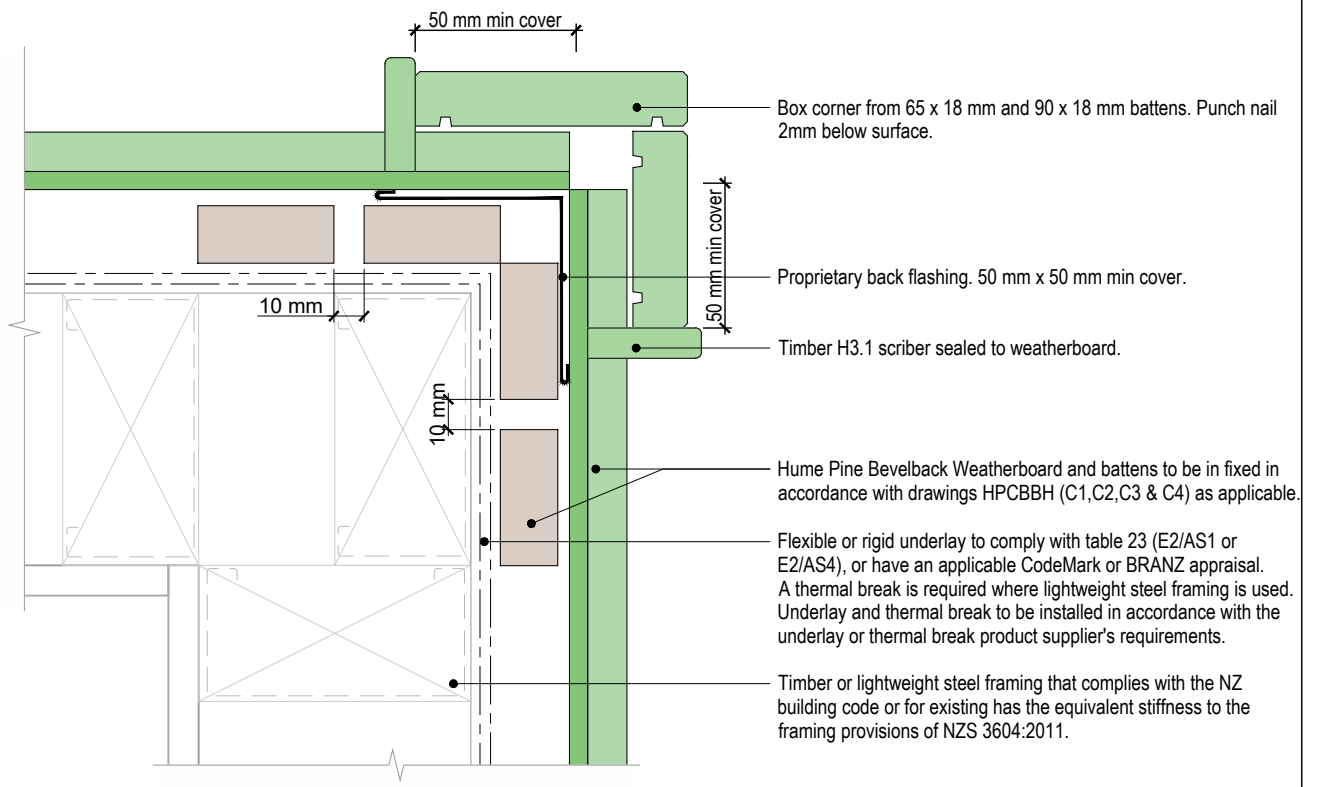 50 mm min cover
Box corner from 65 x 18 mm and 90 x 18 mm battens. Punch nail
2mm below surface.
50 mm min cover
Proprietary back flashing. 50 mm x 50 mm min cover.
10 mm
Timber H3.1 scriber sealed to weatherboard.
10 mm
Hume Pine Bevelback Weatherboard and battens to be in fixed in
accordance with drawings HPCBBH (C1,C2,C3 & C4) as applicable.
Flexible or rigid underlay to comply with table 23 (E2/AS1 or
E2/AS4), or have an applicable CodeMark or BRANZ appraisal.
A thermal break is required where lightweight steel framing is used.
Underlay and thermal break to be installed in accordance with the
underlay or thermal break product supplier's requirements.
Timber or lightweight steel framing that complies with the NZ
building code or for existing has the equivalent stiffness to the
framing provisions of NZS 3604:2011.